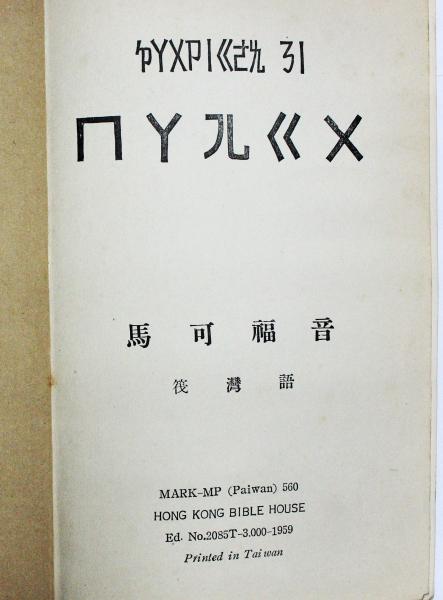 ㄋㄧ
ㄇㄚㄦㄍㄨ
馬可福音
筏灣語
MARK–MP (Paiwan) 560
HONG KONG BIBLE HOUSE
Ed. No.2085T–3.000–1959
Printed in Taiwan